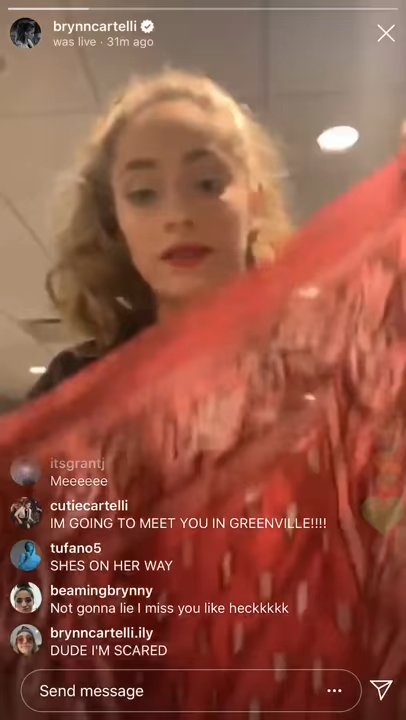 brynncartelli
was live · 31m ago
itsgrantj
Meeeeee
cutiecartelli
IM GOING TO MEET YOU IN GREENVILLE!!!!
tufano5
SHES ON HER WAY
beamingbrynny
Not gonna lie I miss you like heckkkkk
brynncartelli.ily
DUDE I'M SCARED
Send message